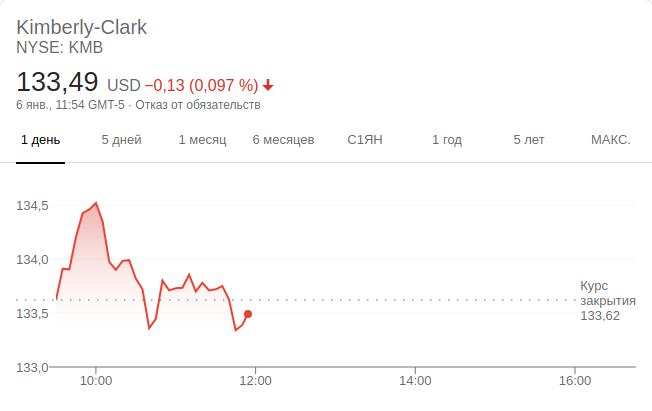 Kimberly-Clark
NYSE: KMB
133,49 USD −0,13 (0,097 %)
6 янв., 11:54 GMT-5 · Отказ от обязательств
1 день 5 дней 1 месяц 6 месяцев С1ЯН 1 год 5 лет МАКС.
134,5
134,0
Курс
закрытия
133,5 133,62
133,0
10:00 12:00 14:00 16:00